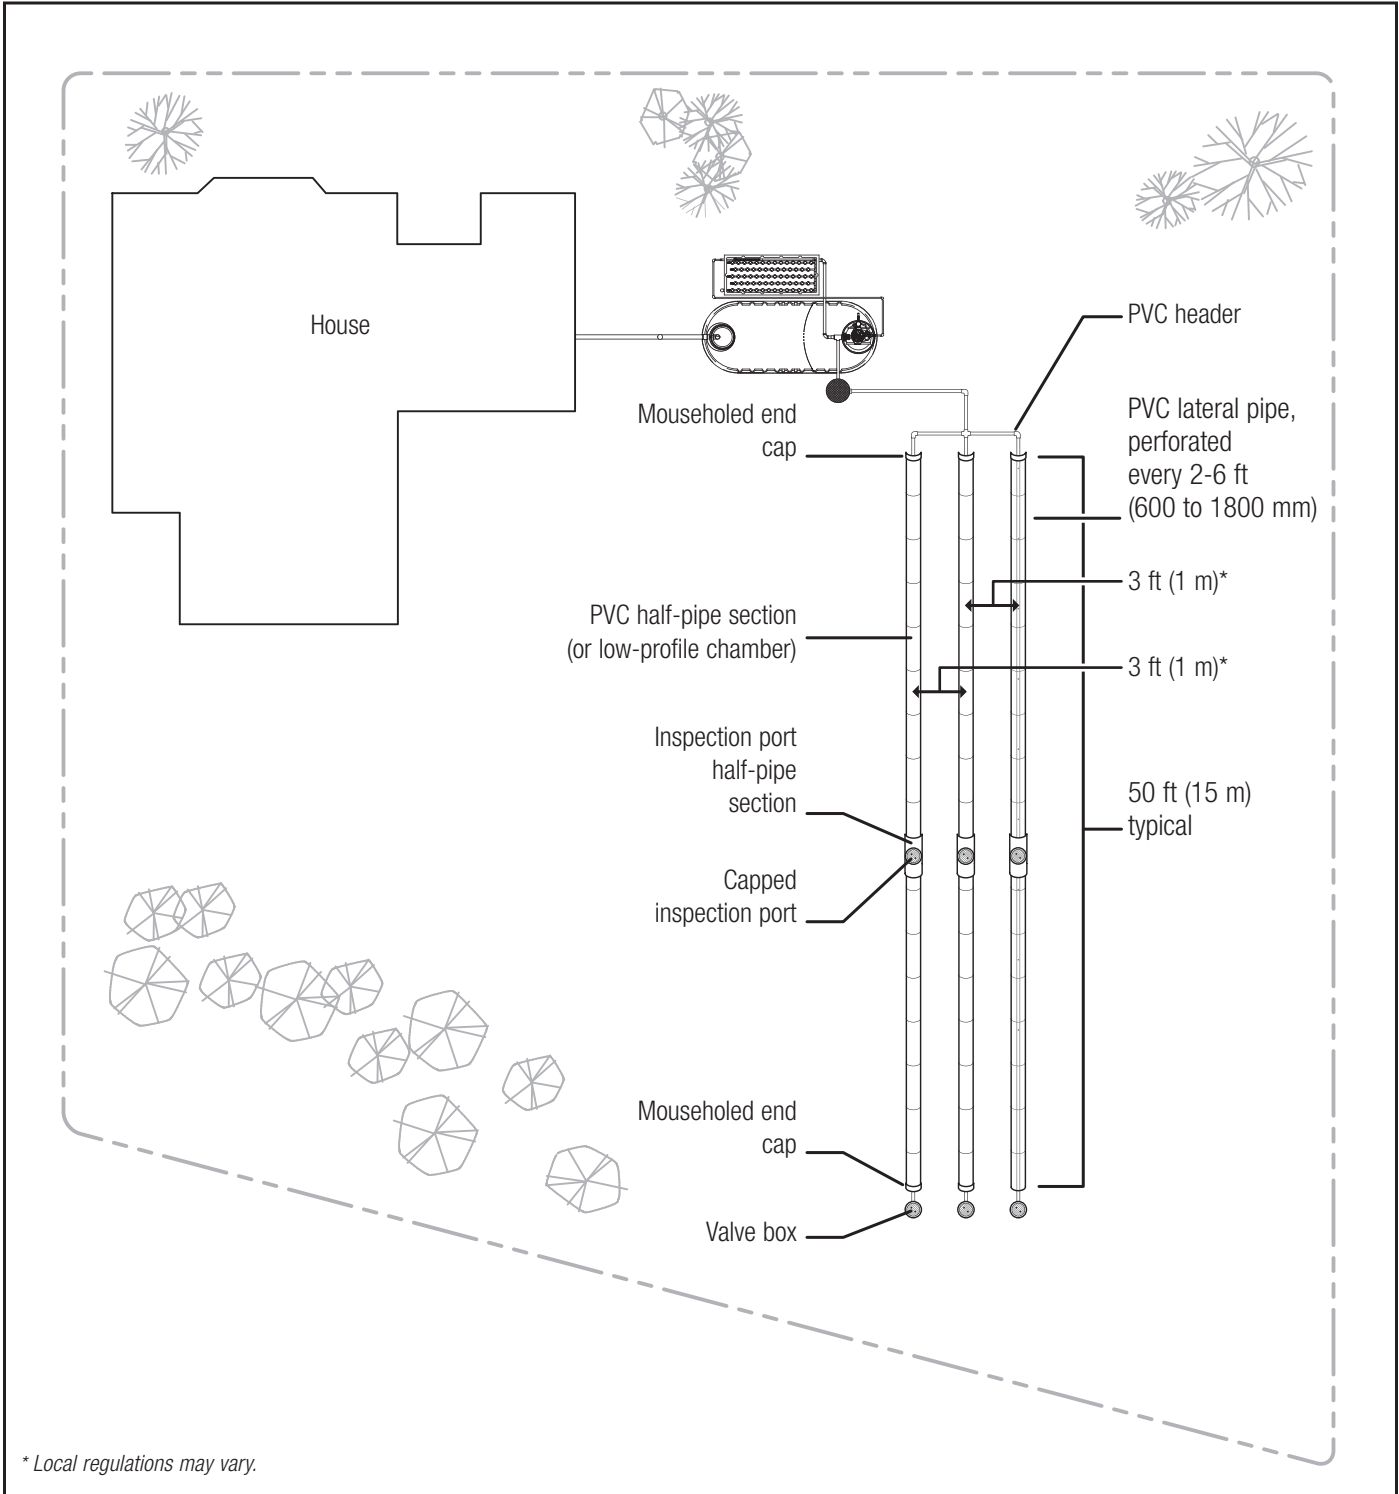 House
PVC header
Mouseholed end
cap
PVC lateral pipe,
perforated
every 2-6 ft
(600 to 1800 mm)
3 ft (1 m)*
PVC half-pipe section
(or low-profile chamber)
3 ft (1 m)*
Inspection port
half-pipe
section
50 ft (15 m)
typical
Capped
inspection port
Mouseholed end
cap
Valve box
* Local regulations may vary.